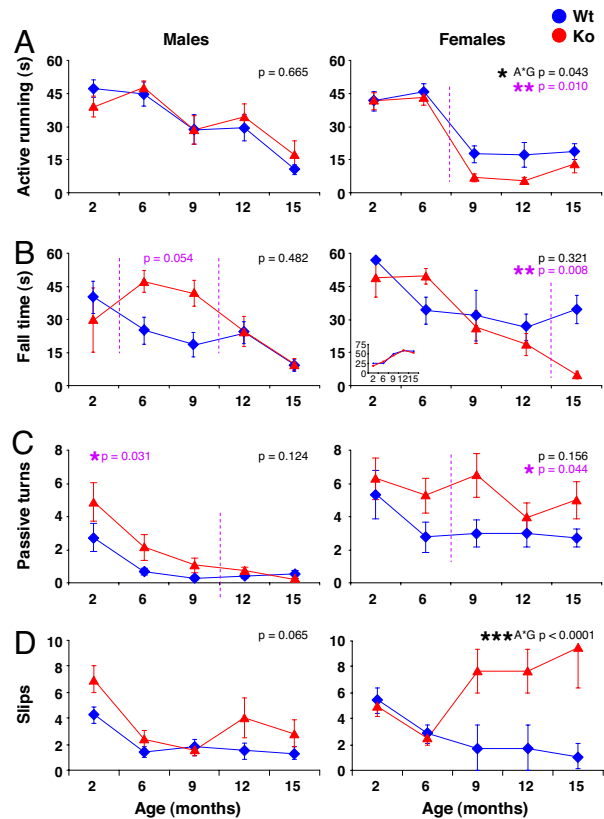 Wt
Ko
Males
Females
A
Active running (s)
60
45
30
15
0
2 6 9 12 15
p = 0.665
60
45
30
15
0
2 6 9 12 15
* A*G p = 0.043
** p = 0.010
B
Fall time (s)
60
45
30
15
0
2 6 9 12 15
p = 0.054
p = 0.482
60
45
30
15
0
2 6 9 12 15
p = 0.321
** p = 0.008
75
50
25
0
2 6 9 12 15
C
Passive turns
8
6
4
2
0
2 6 9 12 15
* p = 0.031
p = 0.124
8
6
4
2
0
2 6 9 12 15
p = 0.156
* p = 0.044
D
Slips
10
8
6
4
2
0
2 6 9 12 15
p = 0.065
Age (months)
10
8
6
4
2
0
2 6 9 12 15
*** A*G p < 0.0001
Age (months)